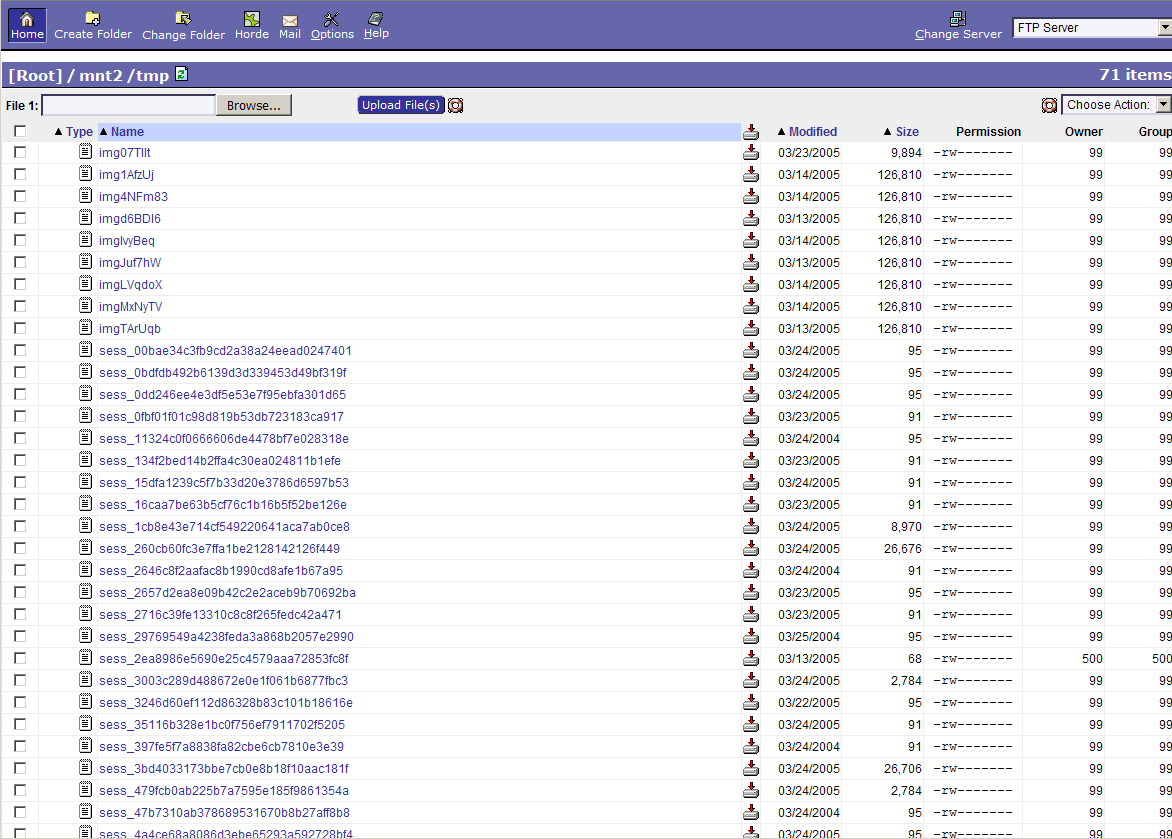 Home Create Folder Change Folder Horde Mail Options Help Change Server FTP Server
[Root] / mnt2 /tmp 71 items
File 1: Browse... Upload File(s) Choose Action:
▲ Type ▲ Name ▲ Modified ▲ Size Permission Owner Group
img07TlIt 03/23/2005 9,894 -rw------- 99 99
img1AfzUj 03/14/2005 126,810 -rw------- 99 99
img4NFm83 03/14/2005 126,810 -rw------- 99 99
imgd6BDI6 03/13/2005 126,810 -rw------- 99 99
imgIvyBeq 03/14/2005 126,810 -rw------- 99 99
imgJuf7hW 03/13/2005 126,810 -rw------- 99 99
imgLVqdoX 03/14/2005 126,810 -rw------- 99 99
imgMxNyTV 03/14/2005 126,810 -rw------- 99 99
imgTArUqb 03/13/2005 126,810 -rw------- 99 99
sess_00bae34c3fb9cd2a38a24eead0247401 03/24/2005 95 -rw------- 99 99
sess_0bdfdb492b6139d3d339453d49bf319f 03/24/2005 95 -rw------- 99 99
sess_0dd246ee4e3df5e53e7f95ebfa301d65 03/24/2005 95 -rw------- 99 99
sess_0fbf01f01c98d819b53db723183ca917 03/23/2005 91 -rw------- 99 99
sess_11324c0f0666606de4478bf7e028318e 03/24/2004 95 -rw------- 99 99
sess_134f2bed14b2ffa4c30ea024811b1efe 03/23/2005 91 -rw------- 99 99
sess_15dfa1239c5f7b33d20e3786d6597b53 03/24/2005 91 -rw------- 99 99
sess_16caa7be63b5cf76c1b16b5f52be126e 03/23/2005 91 -rw------- 99 99
sess_1cb8e43e714cf549220641aca7ab0ce8 03/24/2005 8,970 -rw------- 99 99
sess_260cb60fc3e7ffa1be2128142126f449 03/24/2005 26,676 -rw------- 99 99
sess_2646c8f2aafac8b1990cd8afe1b67a95 03/24/2004 91 -rw------- 99 99
sess_2657d2ea8e09b42c2e2aceb9b70692ba 03/23/2005 95 -rw------- 99 99
sess_2716c39fe13310c8c8f265fedc42a471 03/23/2005 91 -rw------- 99 99
sess_29769549a4238feda3a868b2057e2990 03/25/2004 95 -rw------- 99 99
sess_2ea8986e5690e25c4579aaa72853fc8f 03/13/2005 68 -rw------- 500 500
sess_3003c289d488672e0e1f061b6877fbc3 03/24/2005 2,784 -rw------- 99 99
sess_3246d60ef112d86328b83c101b18616e 03/22/2005 95 -rw------- 99 99
sess_35116b328e1bc0f756ef7911702f5205 03/24/2005 91 -rw------- 99 99
sess_397fe5f7a8838fa82cbe6cb7810e3e39 03/24/2004 91 -rw------- 99 99
sess_3bd4033173bbe7cb0e8b18f10aac181f 03/24/2005 26,706 -rw------- 99 99
sess_479fcb0ab225b7a7595e185f9861354a 03/24/2005 2,784 -rw------- 99 99
sess_47b7310ab378689531670b8b27aff8b8 03/24/2004 95 -rw------- 99 99
sess_4a4ce68a8086d3ebe65293a592728bf4 03/24/2005 95 -rw------- 99 99